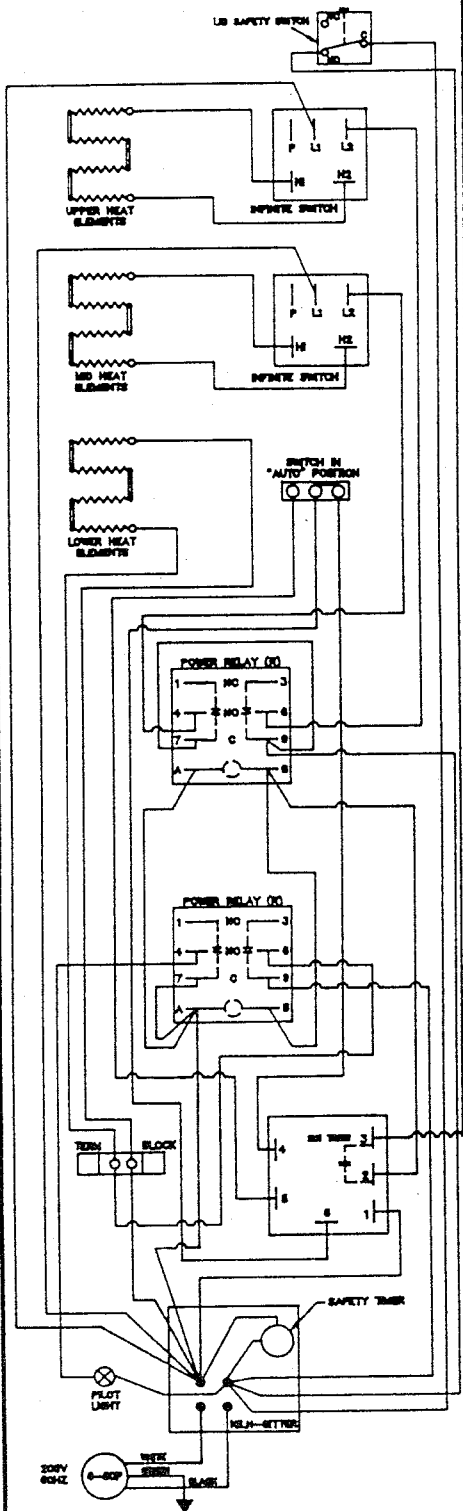 LID SAFETY SWITCH
NC
C
NO
P L1 L2
H1 H2
UPPER HEAT
ELEMENTS
INFINITE SWITCH
P L1 L2
H1 H2
MID HEAT
ELEMENTS
INFINITE SWITCH
SWITCH IN
"AUTO" POSITION
LOWER HEAT
ELEMENTS
POWER RELAY (R)
1 NC 3
4 NO 6
7 C 9
A B
POWER RELAY (R)
1 NC 3
4 NO 6
7 C 9
A B
TERM BLOCK
4 3
2
5
6 1
SAFETY TIMER
PILOT
LIGHT
KILN-SITTER
208V
60HZ
6-50P
WHITE
GREEN
BLACK